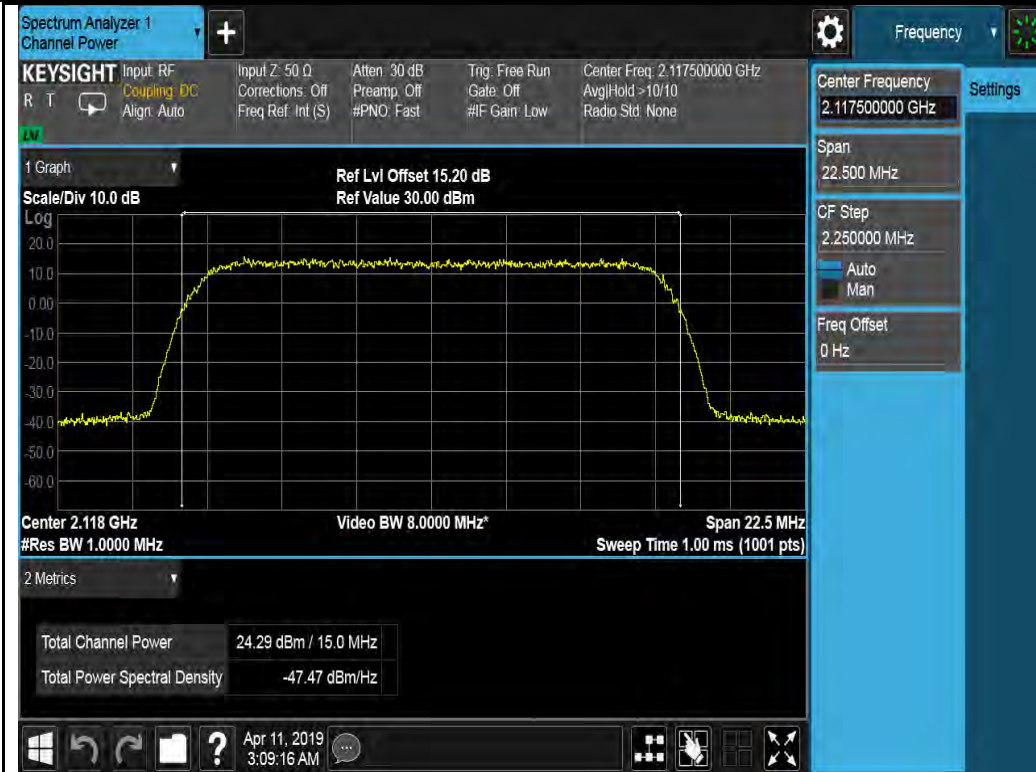 Spectrum Analyzer 1
Channel Power
+
Frequency
KEYSIGHT
R T
LNI
Input: RF
Coupling: DC
Align: Auto
Input Z: 50 Ω
Corrections: Off
Freq Ref: Int (S)
Atten: 30 dB
Preamp: Off
#PNO: Fast
Trig: Free Run
Gate: Off
#IF Gain: Low
Center Freq: 2.117500000 GHz
Avg|Hold >10/10
Radio Std: None
Center Frequency
2.117500000 GHz
Settings
Span
22.500 MHz
CF Step
2.250000 MHz
Auto
Man
Freq Offset
0 Hz
1 Graph
Scale/Div 10.0 dB
Ref Lvl Offset 15.20 dB
Ref Value 30.00 dBm
Log
20.0
10.0
0.00
-10.0
-20.0
-30.0
-40.0
-50.0
-60.0
Center 2.118 GHz
#Res BW 1.0000 MHz
Video BW 8.0000 MHz*
Span 22.5 MHz
Sweep Time 1.00 ms (1001 pts)
2 Metrics
Total Channel Power 24.29 dBm / 15.0 MHz
Total Power Spectral Density -47.47 dBm/Hz
?
Apr 11, 2019
3:09:16 AM